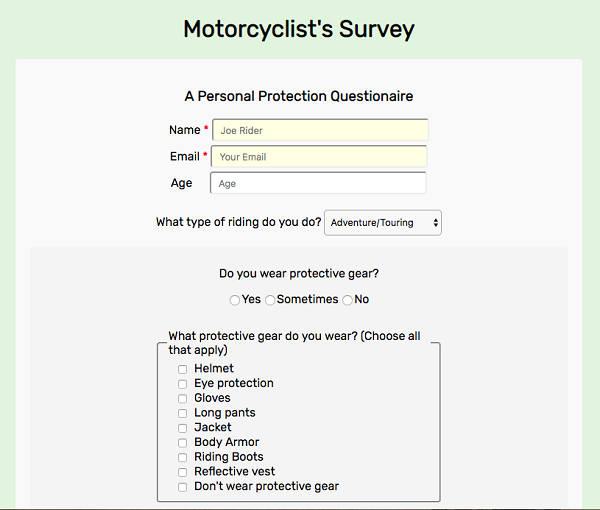 Motorcyclist's Survey
A Personal Protection Questionaire
Name * Joe Rider
Email * Your Email
Age Age
What type of riding do you do? Adventure/Touring
Do you wear protective gear?
Yes Sometimes No
What protective gear do you wear? (Choose all
that apply)
Helmet
Eye protection
Gloves
Long pants
Jacket
Body Armor
Riding Boots
Reflective vest
Don't wear protective gear